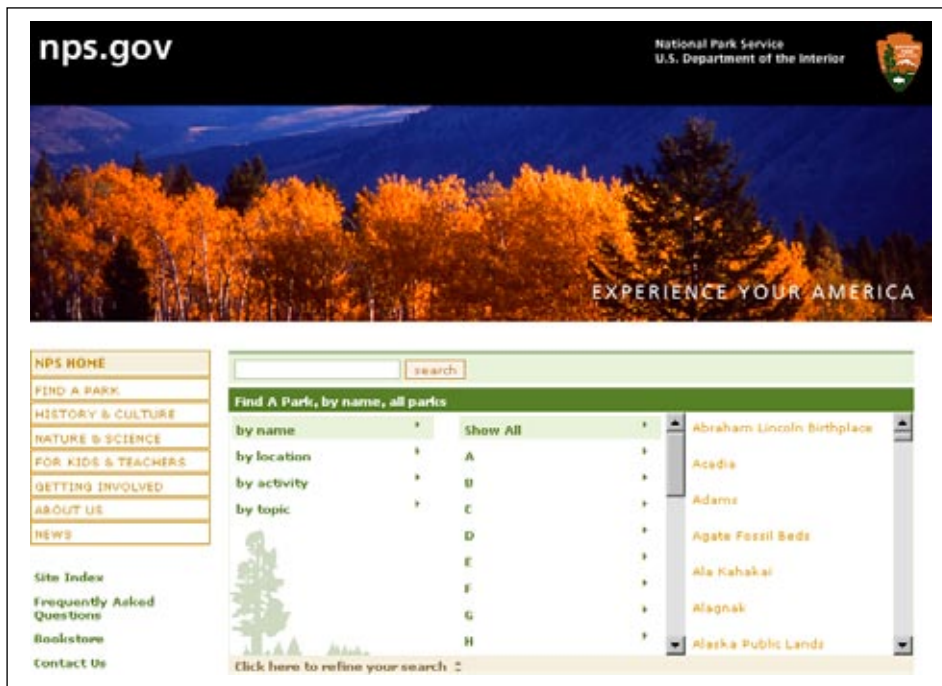 nps.gov
National Park Service
U.S. Department of the Interior
EXPERIENCE YOUR AMERICA
NPS HOME
FIND A PARK
HISTORY & CULTURE
NATURE & SCIENCE
FOR KIDS & TEACHERS
GETTING INVOLVED
ABOUT US
NEWS
Site Index
Frequently Asked
Questions
Bookstore
Contact Us
search
Find A Park, by name, all parks
by name
by location
by activity
by topic
Show All
A
B
C
D
E
F
G
H
Abraham Lincoln Birthplace
Acadia
Adams
Agate Fossil Beds
Ala Kahakai
Alagnak
Alaska Public Lands
Click here to refine your search